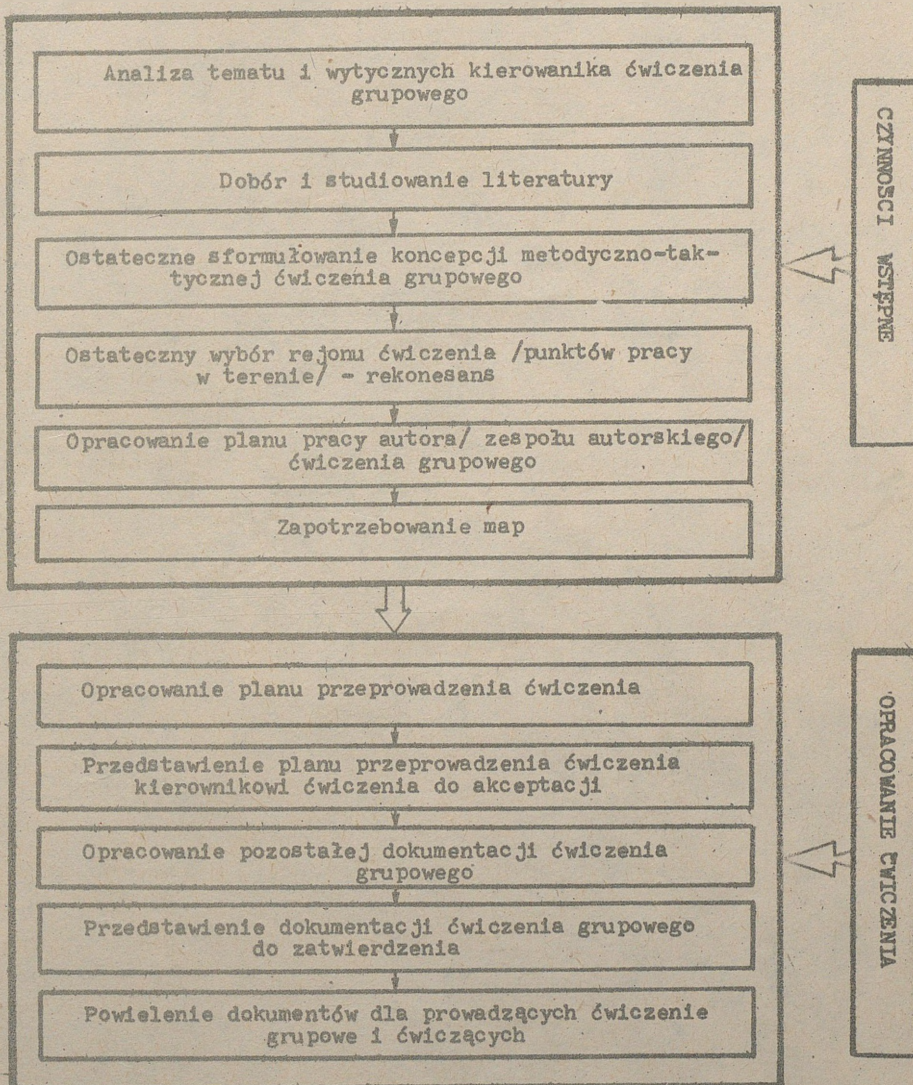 Analiza tematu i wytycznych kierowanika ćwiczenia
grupowego
Dobór i studiowanie literatury
Ostateczne sformułowanie koncepcji metodyczno-tak-
tycznej ćwiczenia grupowego
Ostateczny wybór rejonu ćwiczenia /punktów pracy
w terenie/ - rekonesans
Opracowanie planu pracy autora/ zespołu autorskiego/
ćwiczenia grupowego
Zapotrzebowanie map
CZYNNOSCI WSTĘPNE
Opracowanie planu przeprowadzenia ćwiczenia
Przedstawienie planu przeprowadzenia ćwiczenia
kierownikowi ćwiczenia do akceptacji
Opracowanie pozostałej dokumentacji ćwiczenia
grupowego
Przedstawienie dokumentacji ćwiczenia grupowego
do zatwierdzenia
Powielenie dokumentów dla prowadzących ćwiczenie
grupowe i ćwiczących
OPRACOWANIE ĆWICZENIA